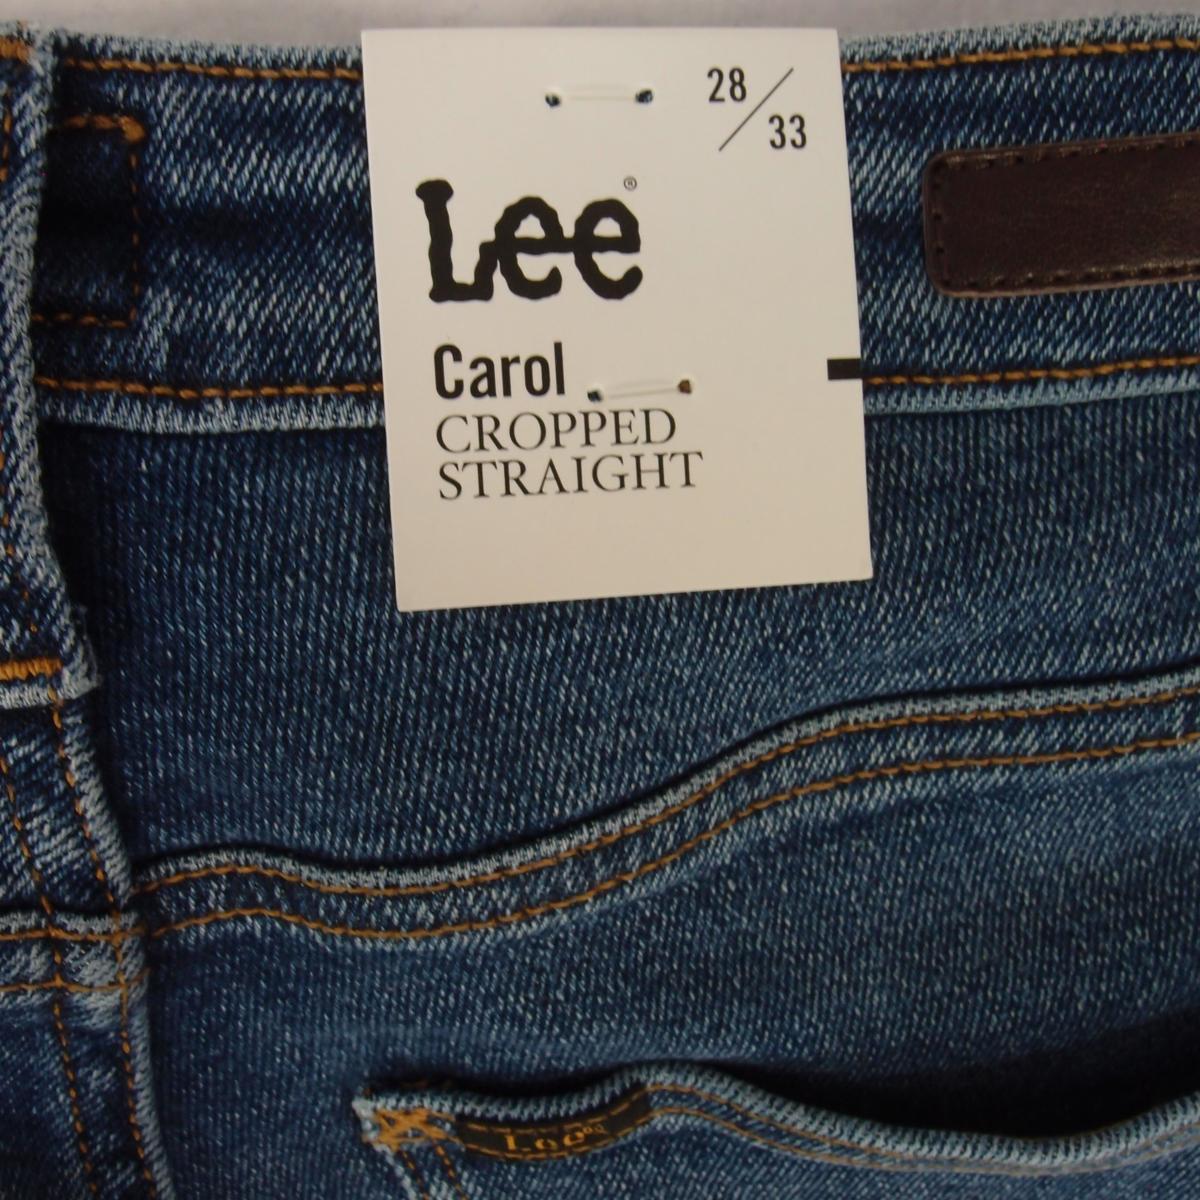 28/33
Lee®
Carol
CROPPED
STRAIGHT
Lee